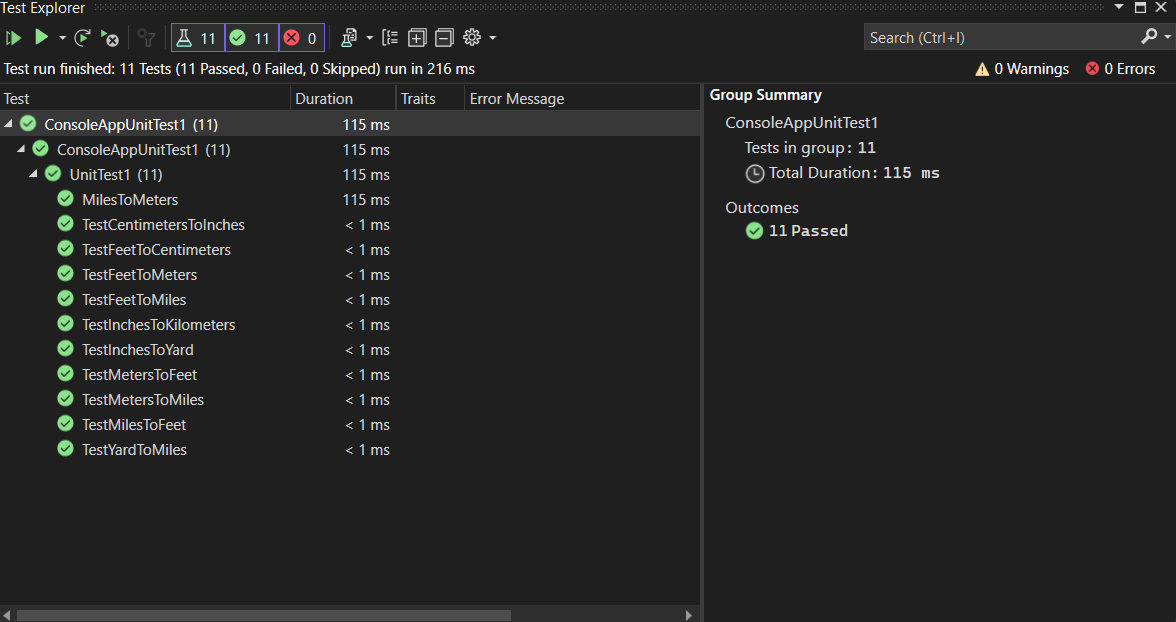 Test Explorer
11 11 0
Search (Ctrl+I)
Test run finished: 11 Tests (11 Passed, 0 Failed, 0 Skipped) run in 216 ms
0 Warnings
0 Errors
Test Duration Traits Error Message
ConsoleAppUnitTest1 (11) 115 ms
ConsoleAppUnitTest1 (11) 115 ms
UnitTest1 (11) 115 ms
MilesToMeters 115 ms
TestCentimetersToInches < 1 ms
TestFeetToCentimeters < 1 ms
TestFeetToMeters < 1 ms
TestFeetToMiles < 1 ms
TestInchesToKilometers < 1 ms
TestInchesToYard < 1 ms
TestMetersToFeet < 1 ms
TestMetersToMiles < 1 ms
TestMilesToFeet < 1 ms
TestYardToMiles < 1 ms
Group Summary
ConsoleAppUnitTest1
Tests in group: 11
Total Duration: 115 ms
Outcomes
11 Passed